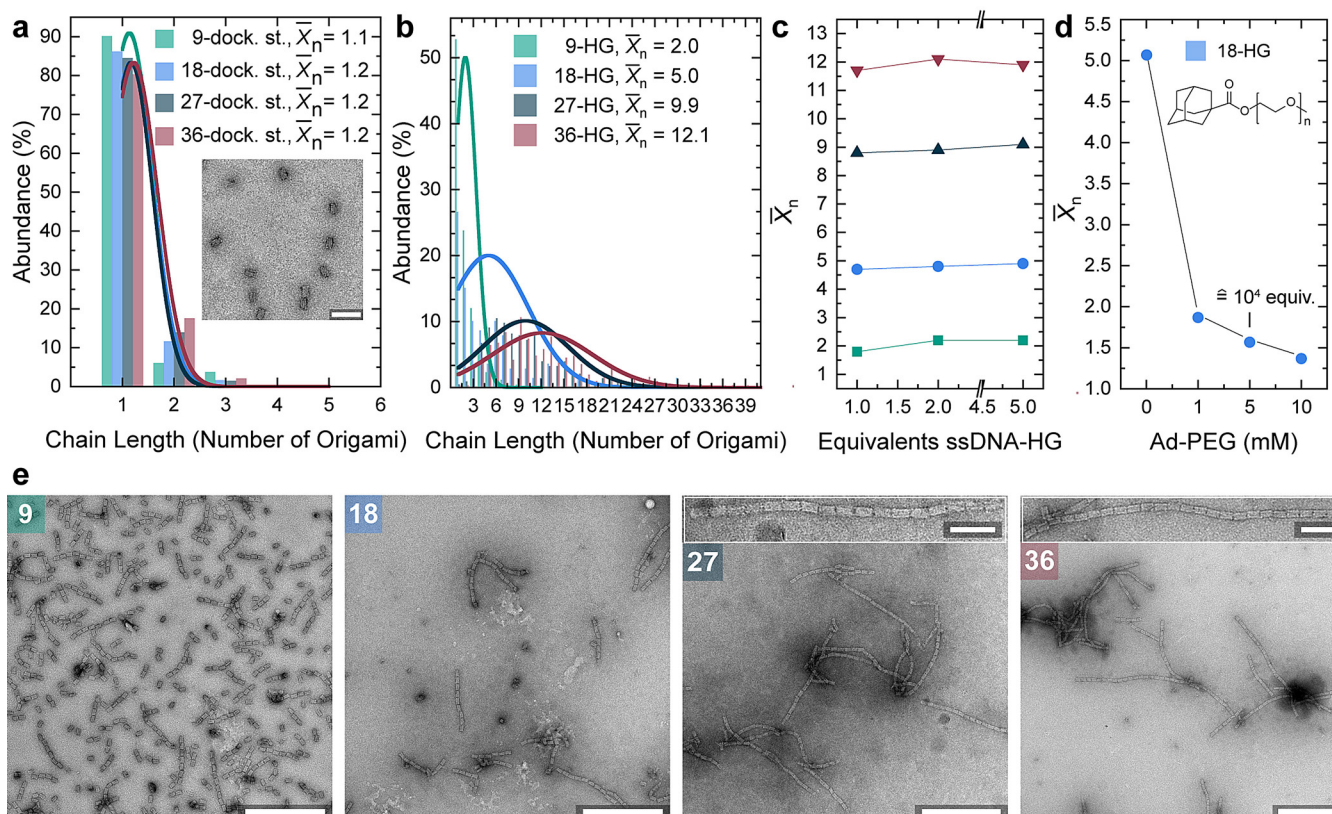 a
90
80
70
60
50
40
30
20
10
0
Abundance (%)
9-dock. st., X̅n = 1.1
18-dock. st., X̅n = 1.2
27-dock. st., X̅n = 1.2
36-dock. st., X̅n = 1.2
1 2 3 4 5 6
Chain Length (Number of Origami)
b
50
40
30
20
10
0
Abundance (%)
9-HG, X̅n = 2.0
18-HG, X̅n = 5.0
27-HG, X̅n = 9.9
36-HG, X̅n = 12.1
3 6 9 12 15 18 21 24 27 30 33 36 39
Chain Length (Number of Origami)
c
13
12
11
10
9
8
7
6
5
4
3
2
1
X̅n
1.0 1.5 2.0 4.5 5.0
Equivalents ssDNA-HG
d
5.5
5.0
4.5
4.0
3.5
3.0
2.5
2.0
1.5
1.0
X̅n
18-HG
O
O
O
n
≙ 10⁴ equiv.
0 1 5 10
Ad-PEG (mM)
e
9
18
27
36